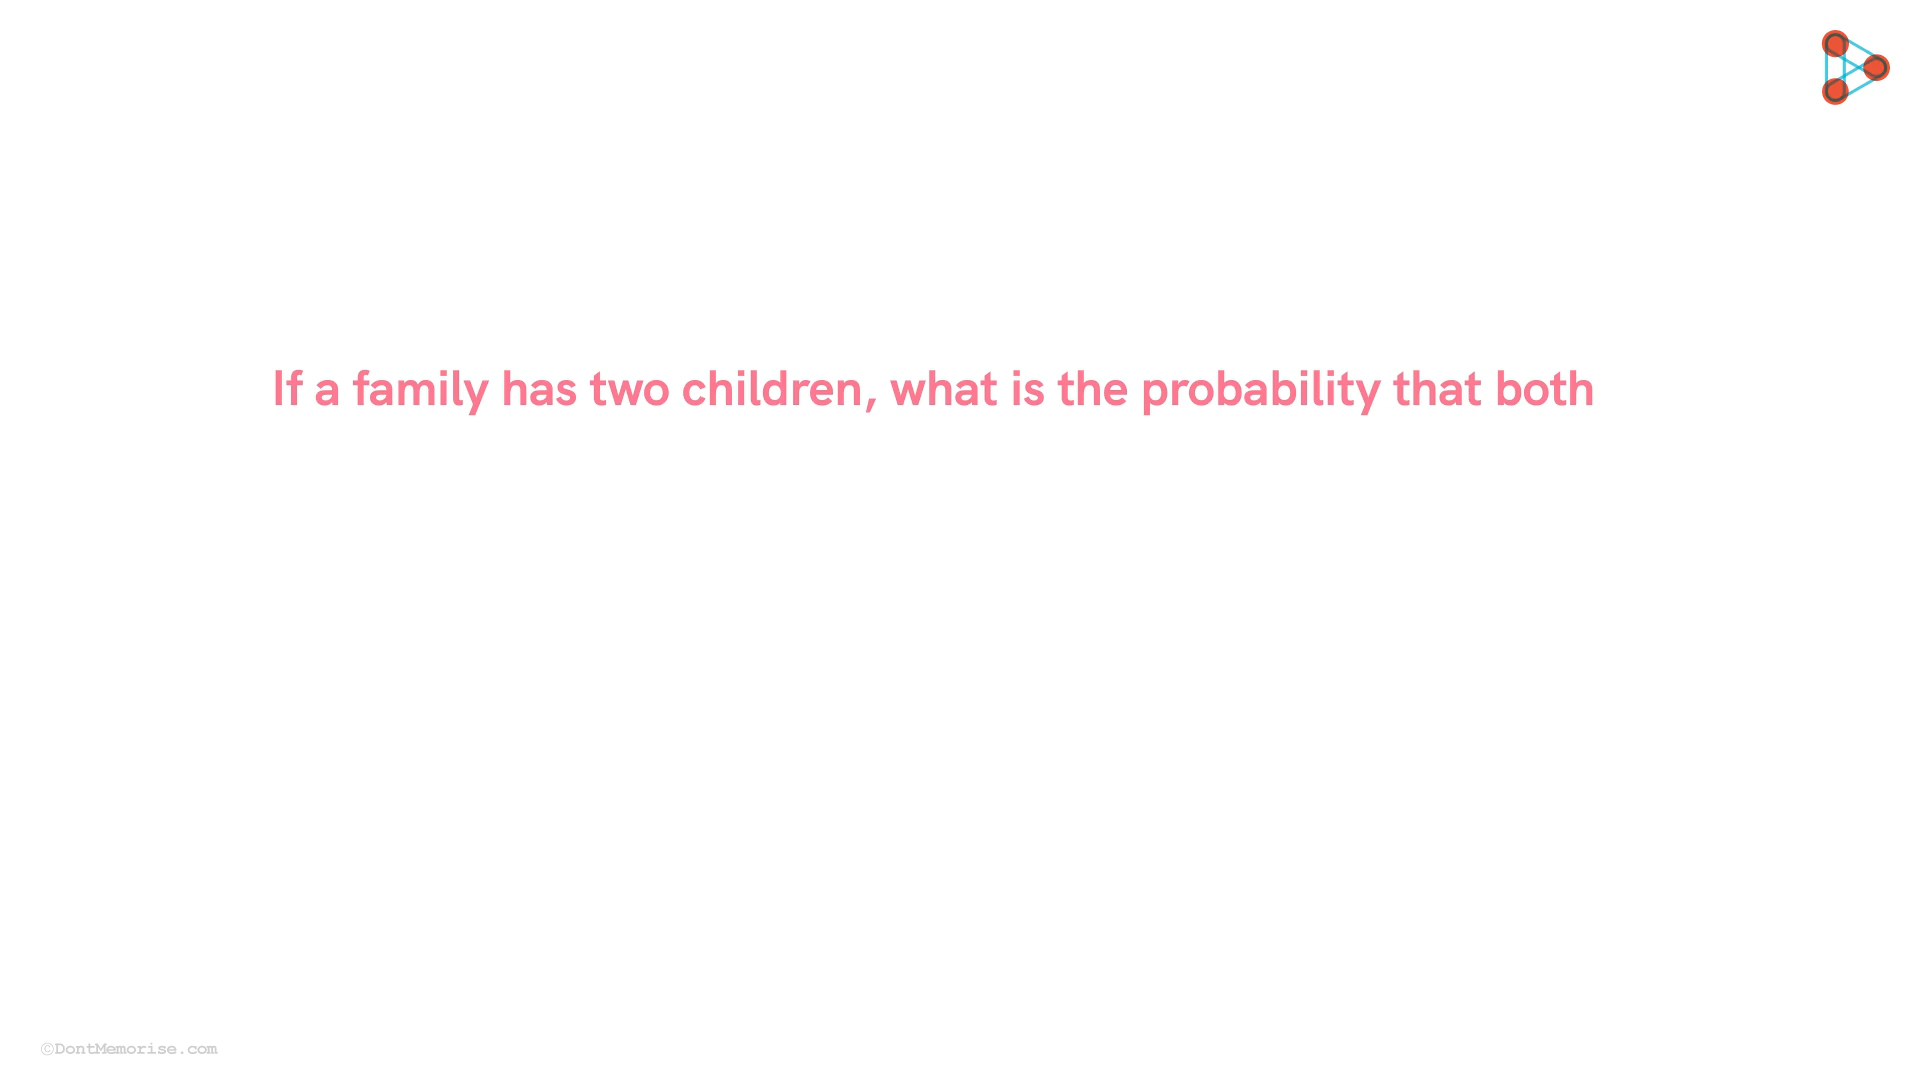 If a family has two children, what is the probability that both
©DontMemorise.com